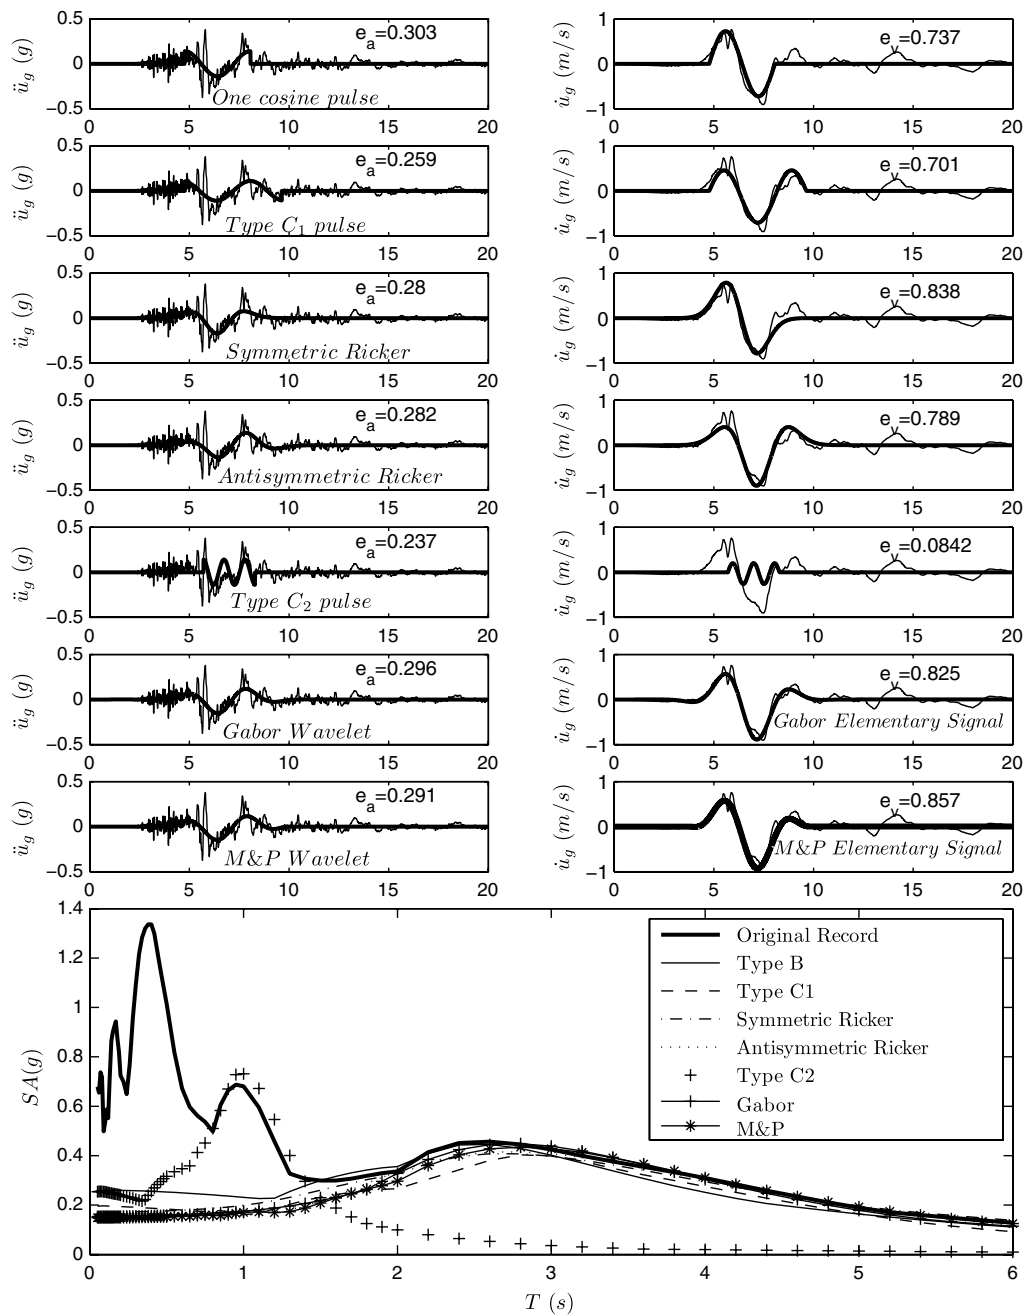 0.5 0 −0.5 ü_g (g) e_a=0.303 One cosine pulse 1 0 −1 u̇_g (m/s) e_v=0.737
0 5 10 15 20 0 5 10 15 20
0.5 0 −0.5 ü_g (g) e_a=0.259 Type C_1 pulse 1 0 −1 u̇_g (m/s) e_v=0.701
0 5 10 15 20 0 5 10 15 20
0.5 0 −0.5 ü_g (g) e_a=0.28 Symmetric Ricker 1 0 −1 u̇_g (m/s) e_v=0.838
0 5 10 15 20 0 5 10 15 20
0.5 0 −0.5 ü_g (g) e_a=0.282 Antisymmetric Ricker 1 0 −1 u̇_g (m/s) e_v=0.789
0 5 10 15 20 0 5 10 15 20
0.5 0 −0.5 ü_g (g) e_a=0.237 Type C_2 pulse 1 0 −1 u̇_g (m/s) e_v=0.0842
0 5 10 15 20 0 5 10 15 20
0.5 0 −0.5 ü_g (g) e_a=0.296 Gabor Wavelet 1 0 −1 u̇_g (m/s) e_v=0.825 Gabor Elementary Signal
0 5 10 15 20 0 5 10 15 20
0.5 0 −0.5 ü_g (g) e_a=0.291 M&P Wavelet 1 0 −1 u̇_g (m/s) e_v=0.857 M&P Elementary Signal
0 5 10 15 20 0 5 10 15 20
1.4
1.2
1
0.8
0.6
0.4
0.2
0
SA(g)
Original Record
Type B
Type C1
Symmetric Ricker
Antisymmetric Ricker
Type C2
Gabor
M&P
0 1 2 3 4 5 6
T (s)